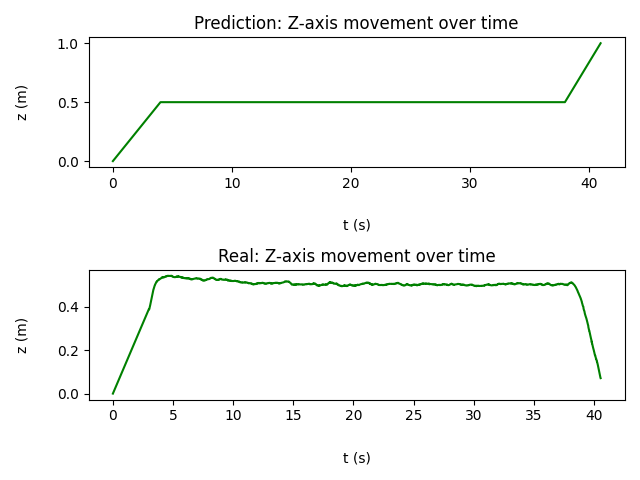 Prediction: Z-axis movement over time
1.0
0.5
0.0
z (m)
0 10 20 30 40
t (s)
Real: Z-axis movement over time
0.4
0.2
0.0
z (m)
0 5 10 15 20 25 30 35 40
t (s)